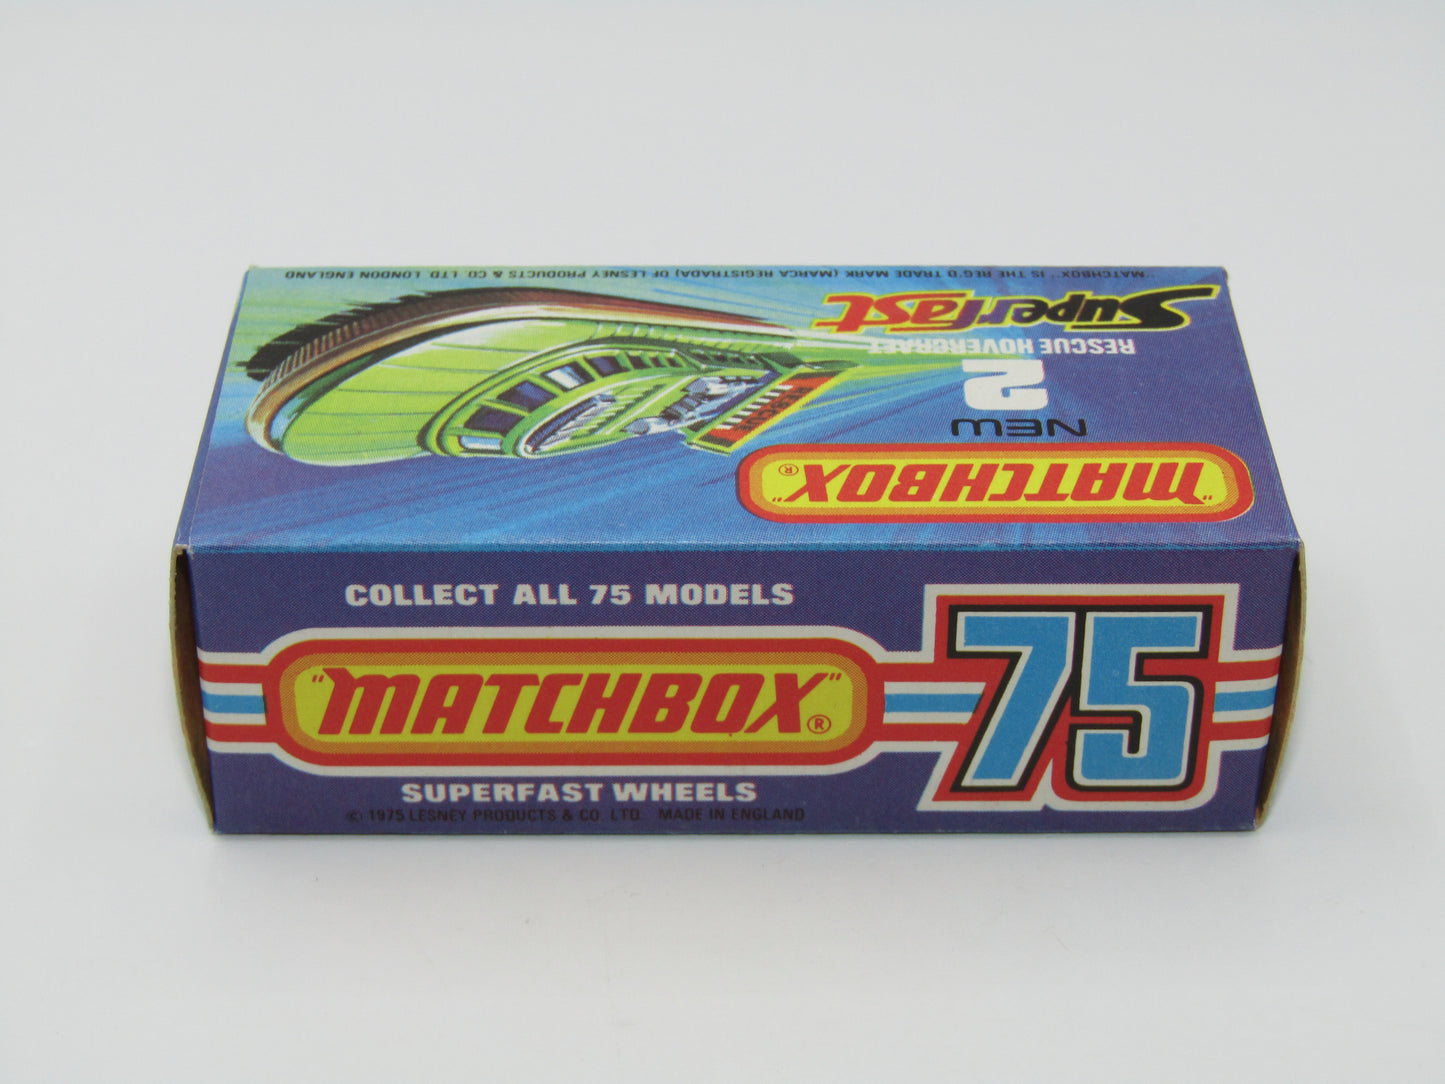 "MATCHBOX" IS THE REG'D TRADE MARK (MARCA REGISTRADA) OF LESNEY PRODUCTS & CO. LTD. LONDON ENGLAND
Superfast
RESCUE HOVERCRAFT
2
NEW
RESCUE
"MATCHBOX"®
COLLECT ALL 75 MODELS
"MATCHBOX"®
75
SUPERFAST WHEELS
© 1975 LESNEY PRODUCTS & CO. LTD. MADE IN ENGLAND